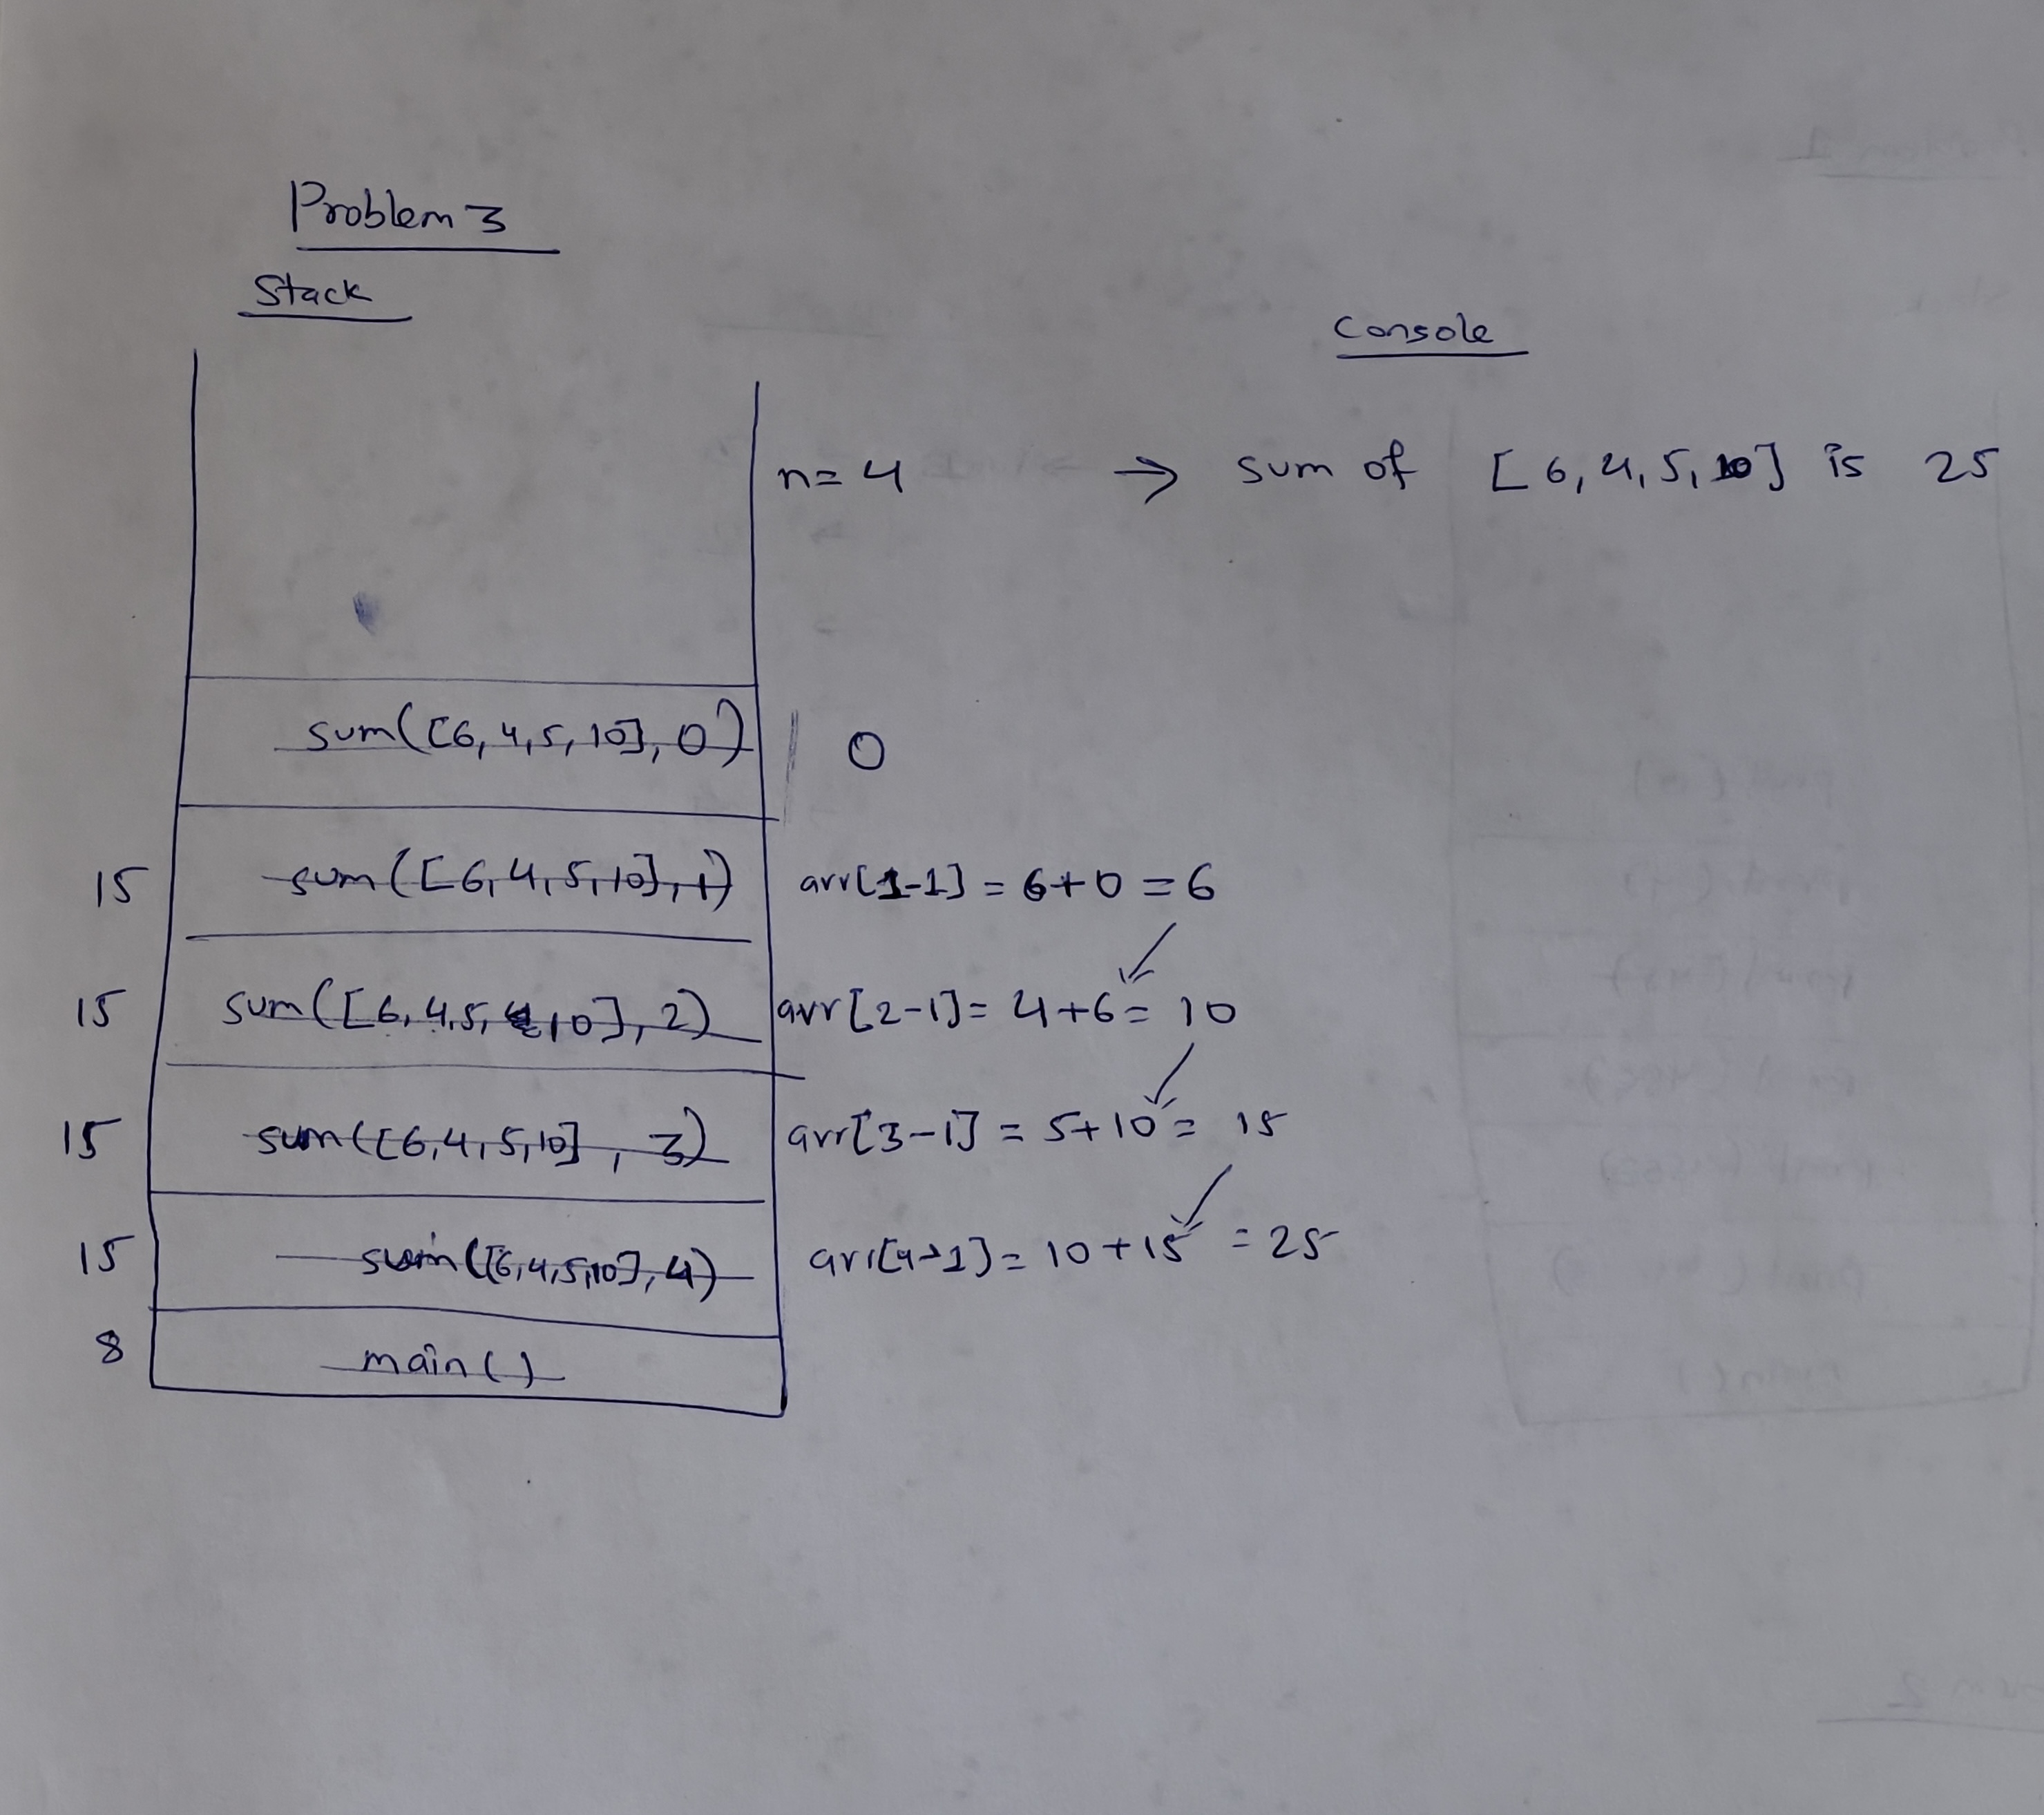 Problem 3
Stack
Console
n=4 → sum of [6,4,5,10] is 25
sum([6,4,5,10],0) 0
15 sum([6,4,5,10],1) arr[1-1] = 6+0 = 6
15 sum([6,4,5,10],2) arr[2-1]= 4+6= 10
15 sum([6,4,5,10],3) arr[3-1] = 5+10 = 15
15 sum([6,4,5,10],4) arr[4-1]= 10+15 = 25
8 main()